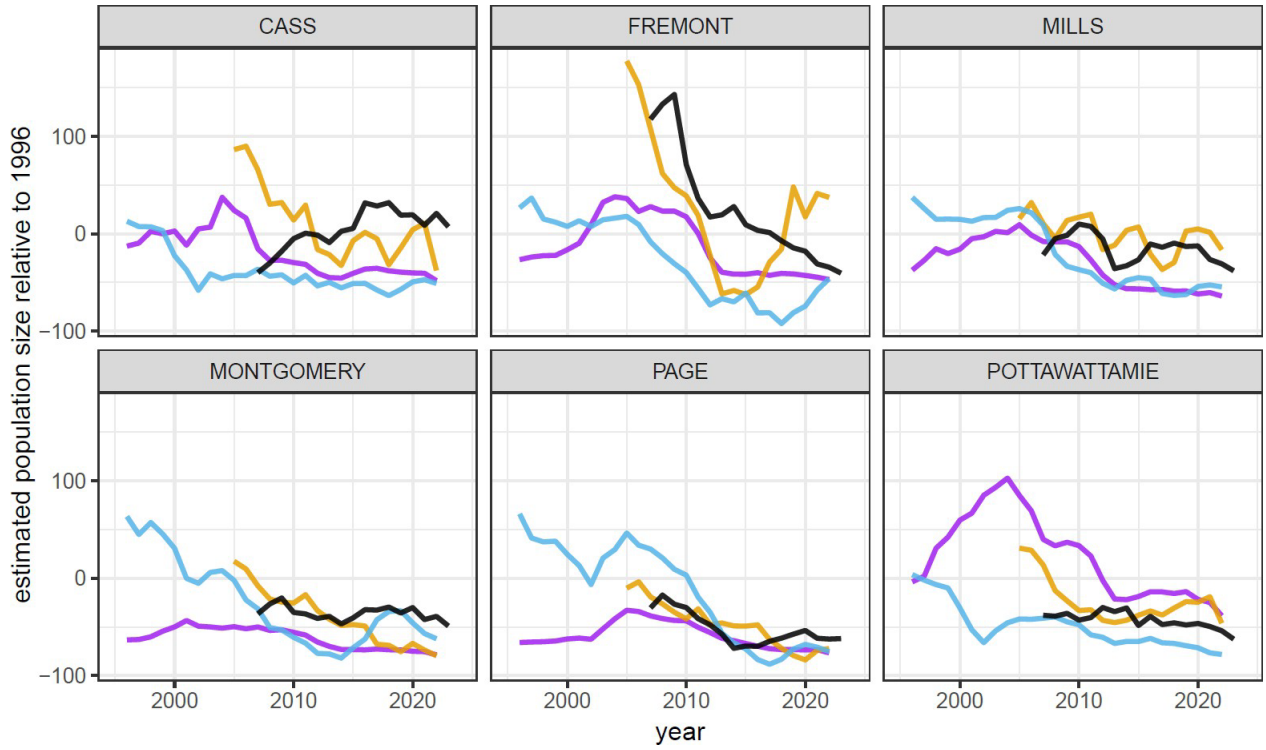 CASS FREMONT MILLS
estimated population size relative to 1996
100
0
−100
MONTGOMERY PAGE POTTAWATTAMIE
100
0
−100
2000 2010 2020 2000 2010 2020 2000 2010 2020
year